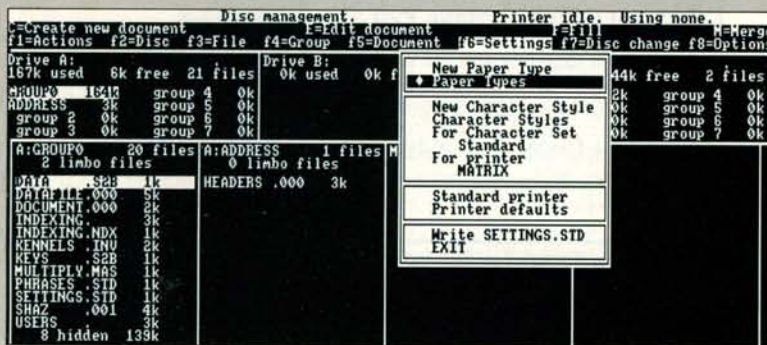 Disc management. Printer idle. Using none.
C=Create new document E=Edit document F=Fill M=Merge
f1=Actions f2=Disc f3=File f4=Group f5=Document f6=Settings f7=Disc change f8=Option
Drive A:
167k used 6k free 21 files
GROUP0 164k group 4 0k
ADDRESS 3k group 5 0k
group 2 0k group 6 0k
group 3 0k group 7 0k
Drive B:
0k used 0k f
44k free 2 files
2k group 4 0k
0k group 5 0k
0k group 6 0k
0k group 7 0k
New Paper Type
Paper Types
New Character Style
Character Styles
For Character Set
Standard
For printer
MATRIX
Standard printer
Printer defaults
Write SETTINGS.STD
EXIT
A:GROUP0 20 files
2 limbo files
DATA .S2B 1k
DATAFILE.000 5k
DOCUMENT.000 2k
INDEXING. 3k
INDEXING.NDX 1k
KENNELS .INV 2k
KEYS .S2B 1k
MULTIPLY.MAS 1k
PHRASES .STD 1k
SETTINGS.STD 1k
SHAZ .001 4k
USERS . 3k
8 hidden 139k
A:ADDRESS 1 files
0 limbo files
HEADERS .000 3k
M